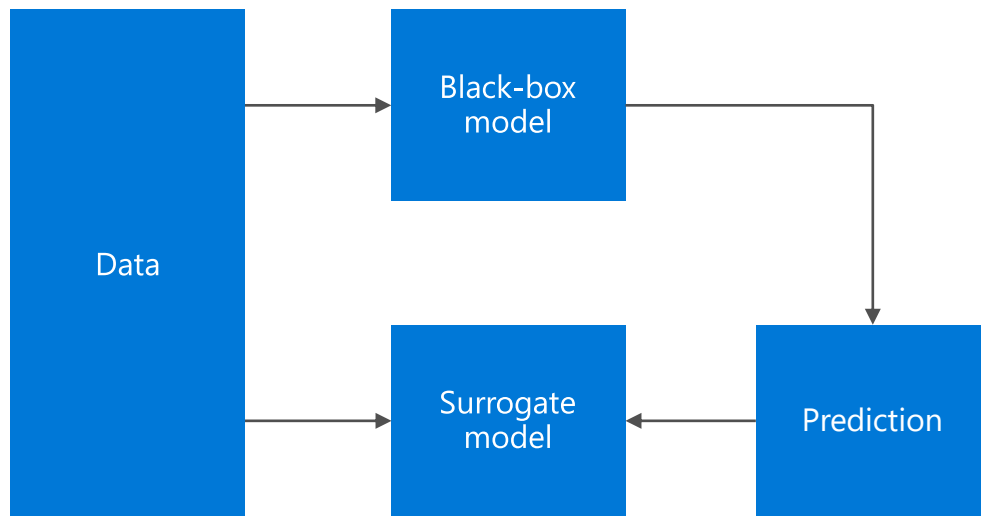 Black-box
model
Data
Surrogate
model
Prediction